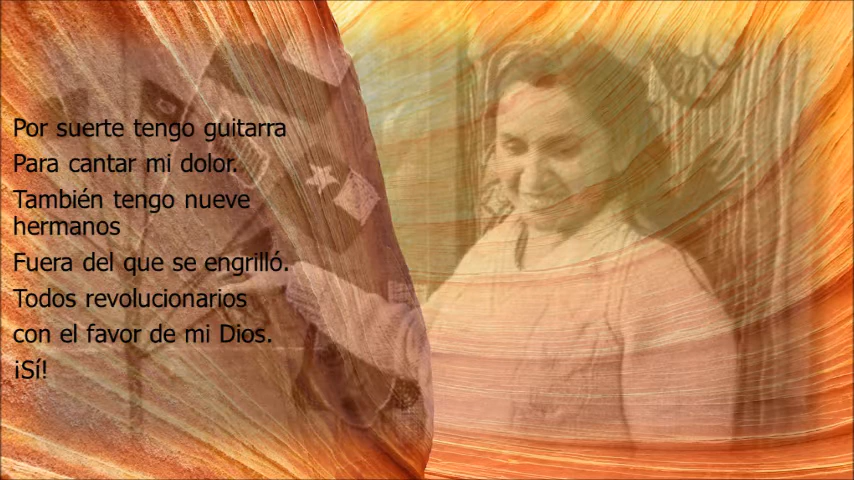 Por suerte tengo guitarra
Para cantar mi dolor.
También tengo nueve
hermanos
Fuera del que se engrilló.
Todos revolucionarios
con el favor de mi Dios.
¡Sí!